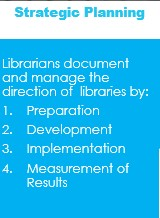 Strategic Planning
Librarians document
and manage the
direction of libraries by:
1. Preparation
2. Development
3. Implementation
4. Measurement of
Results